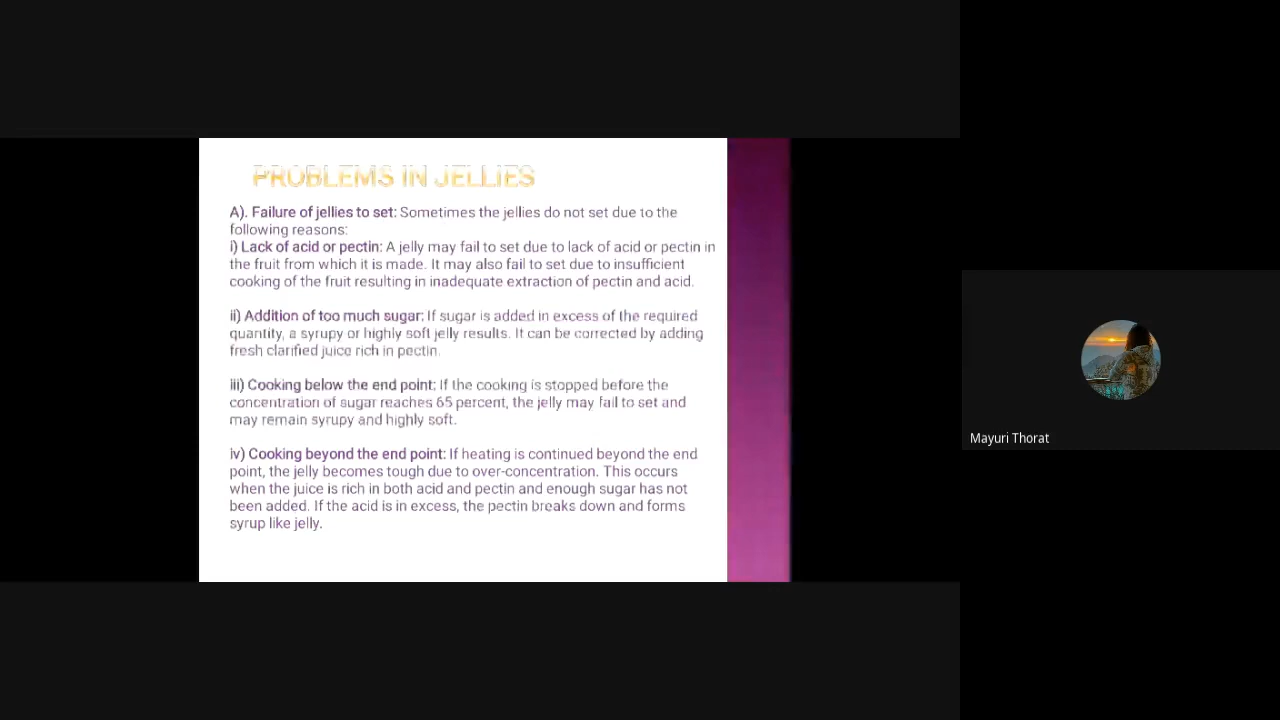 PROBLEMS IN JELLIES
A). Failure of jellies to set: Sometimes the jellies do not set due to the
following reasons:
i) Lack of acid or pectin: A jelly may fail to set due to lack of acid or pectin in
the fruit from which it is made. It may also fail to set due to insufficient
cooking of the fruit resulting in inadequate extraction of pectin and acid.
ii) Addition of too much sugar: If sugar is added in excess of the required
quantity, a syrupy or highly soft jelly results. It can be corrected by adding
fresh clarified juice rich in pectin.
iii) Cooking below the end point: If the cooking is stopped before the
concentration of sugar reaches 65 percent, the jelly may fail to set and
may remain syrupy and highly soft.
iv) Cooking beyond the end point: If heating is continued beyond the end
point, the jelly becomes tough due to over-concentration. This occurs
when the juice is rich in both acid and pectin and enough sugar has not
been added. If the acid is in excess, the pectin breaks down and forms
syrup like jelly.
Mayuri Thorat